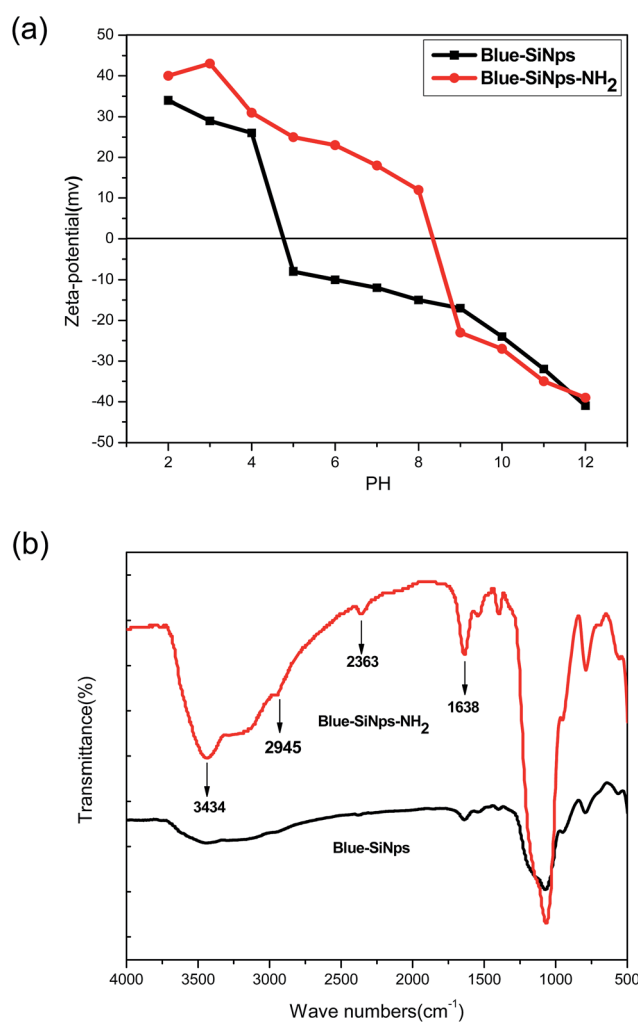 (a)
Blue-SiNps
Blue-SiNps-NH2
50
40
30
20
10
0
-10
-20
-30
-40
-50
Zeta-potential(mv)
2 4 6 8 10 12
PH
(b)
Transmittance(%)
2363
1638
Blue-SiNps-NH2
2945
3434
Blue-SiNps
4000 3500 3000 2500 2000 1500 1000 500
Wave numbers(cm-1)